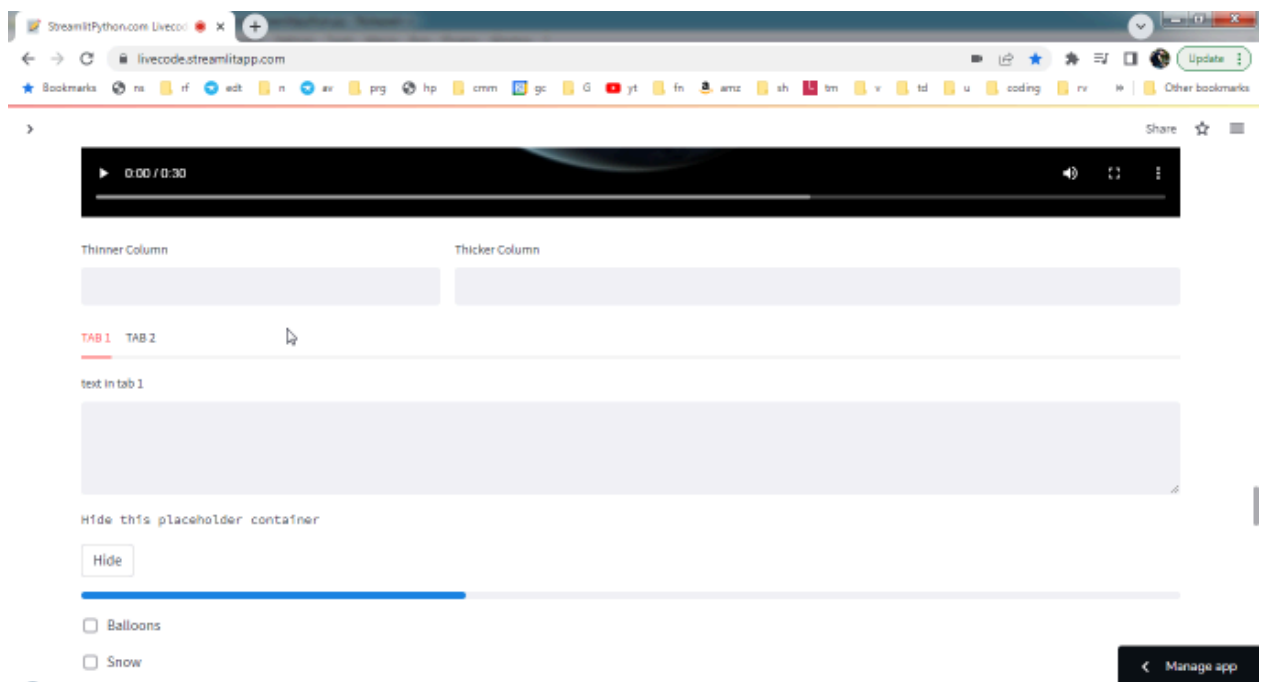 StreamlitPython.com Livecod
livecode.streamlitapp.com
Update
Bookmarks ns rf edt n av prg hp cmm gc G yt fn amz sh tm v td u coding rv » Other bookmarks
Share
0:00 / 0:30
Thinner Column Thicker Column
TAB 1 TAB 2
text in tab 1
Hide this placeholder container
Hide
Balloons
Snow
Manage app